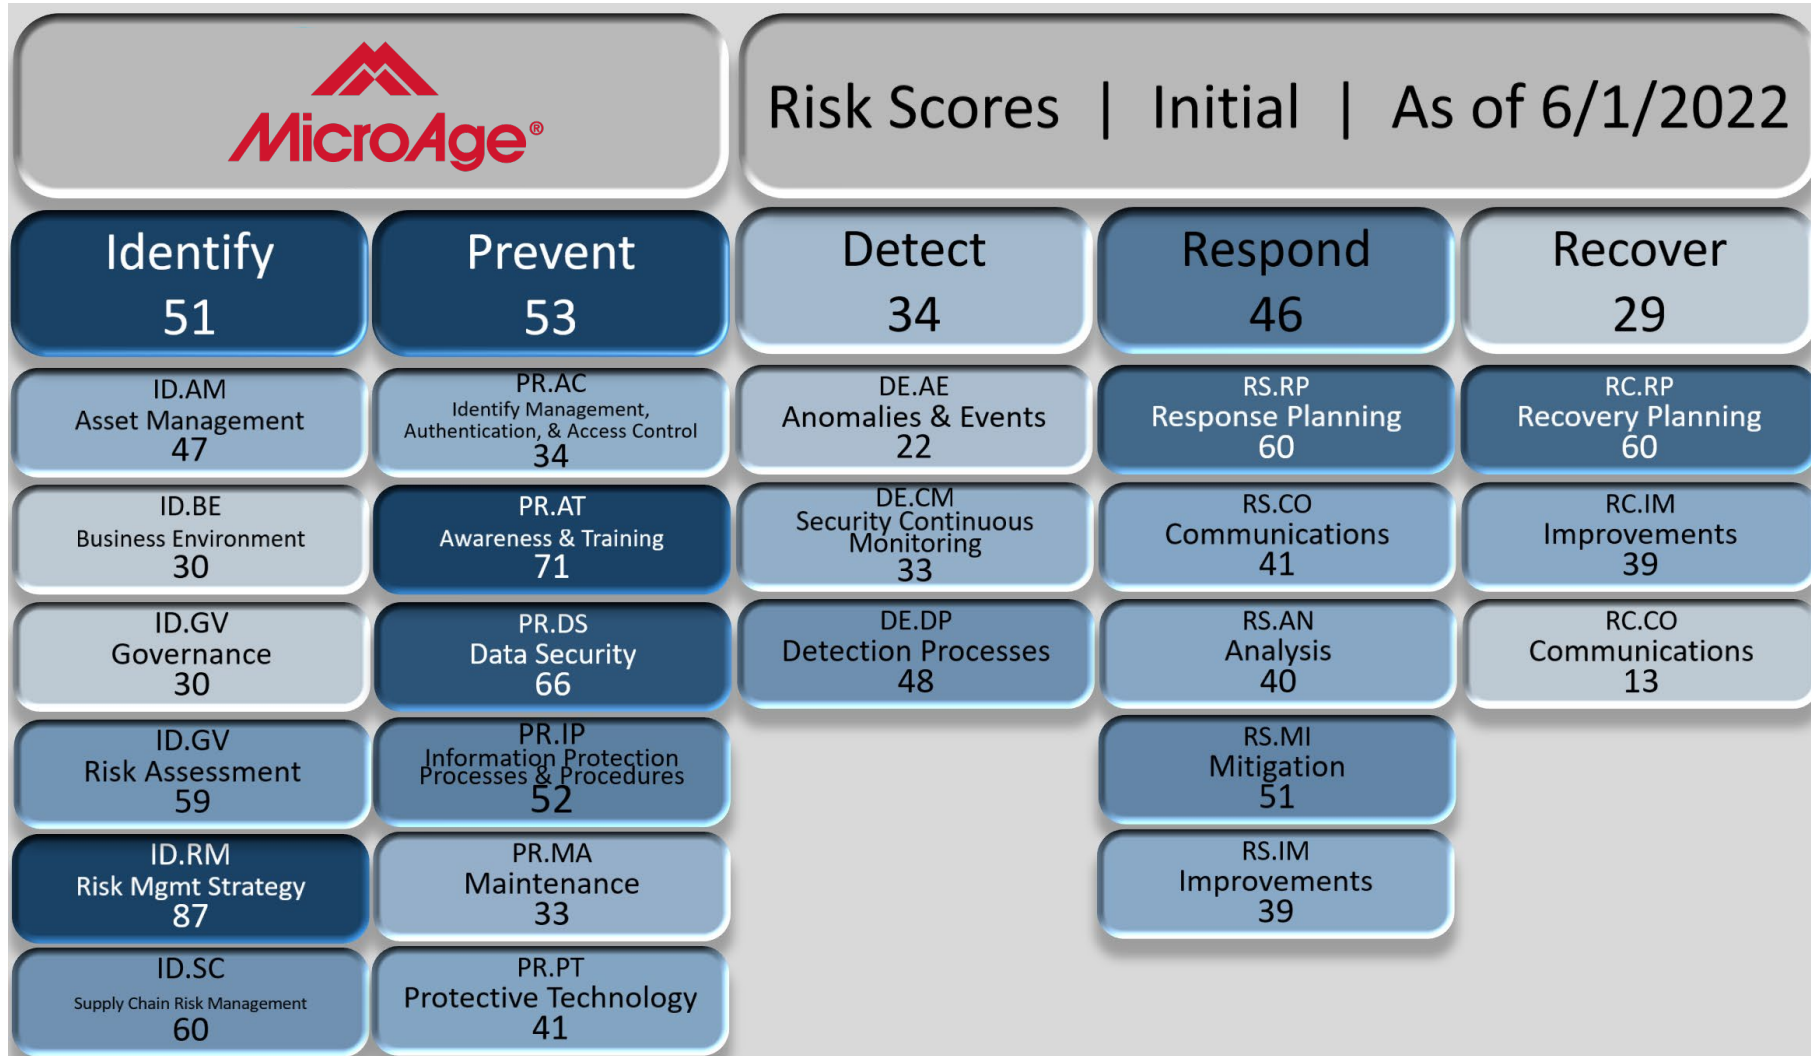 MicroAge®
Risk Scores | Initial | As of 6/1/2022
Identify
51
Prevent
53
Detect
34
Respond
46
Recover
29
ID.AM
Asset Management
47
ID.BE
Business Environment
30
ID.GV
Governance
30
ID.GV
Risk Assessment
59
ID.RM
Risk Mgmt Strategy
87
ID.SC
Supply Chain Risk Management
60
PR.AC
Identify Management,
Authentication, & Access Control
34
PR.AT
Awareness & Training
71
PR.DS
Data Security
66
PR.IP
Information Protection
Processes & Procedures
52
PR.MA
Maintenance
33
PR.PT
Protective Technology
41
DE.AE
Anomalies & Events
22
DE.CM
Security Continuous
Monitoring
33
DE.DP
Detection Processes
48
RS.RP
Response Planning
60
RS.CO
Communications
41
RS.AN
Analysis
40
RS.MI
Mitigation
51
RS.IM
Improvements
39
RC.RP
Recovery Planning
60
RC.IM
Improvements
39
RC.CO
Communications
13